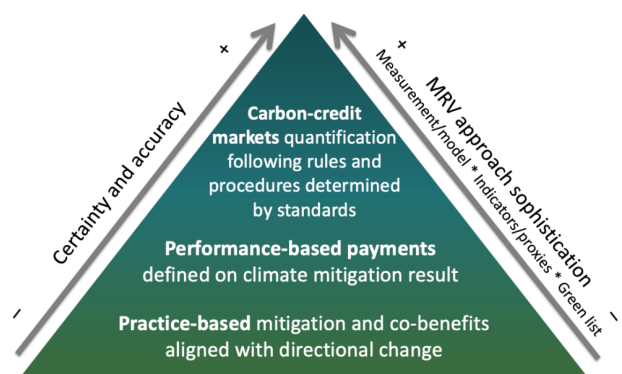 +
Certainty and accuracy
–
Carbon-credit
markets quantification
following rules and
procedures determined
by standards
Performance-based payments
defined on climate mitigation result
Practice-based mitigation and co-benefits
aligned with directional change
+
MRV approach sophistication
Measurement/model * Indicators/proxies * Green list
–